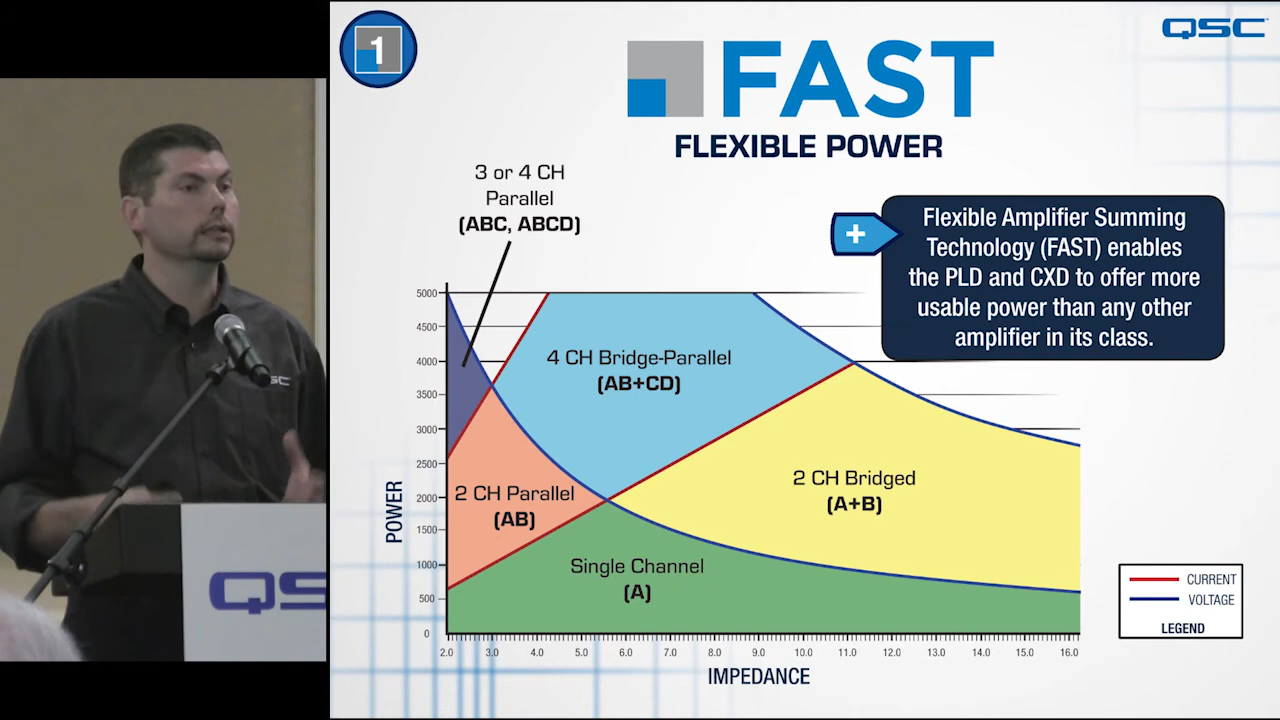 1
QSC
FAST
FLEXIBLE POWER
3 or 4 CH
Parallel
(ABC, ABCD)
+
Flexible Amplifier Summing
Technology (FAST) enables
the PLD and CXD to offer more
usable power than any other
amplifier in its class.
5000
4500
4000
3500
3000
2500
2000
1500
1000
500
0
POWER
4 CH Bridge-Parallel
(AB+CD)
2 CH Parallel
(AB)
2 CH Bridged
(A+B)
Single Channel
(A)
2.0 3.0 4.0 5.0 6.0 7.0 8.0 9.0 10.0 11.0 12.0 13.0 14.0 15.0 16.0
IMPEDANCE
CURRENT
VOLTAGE
LEGEND
QSC
QS